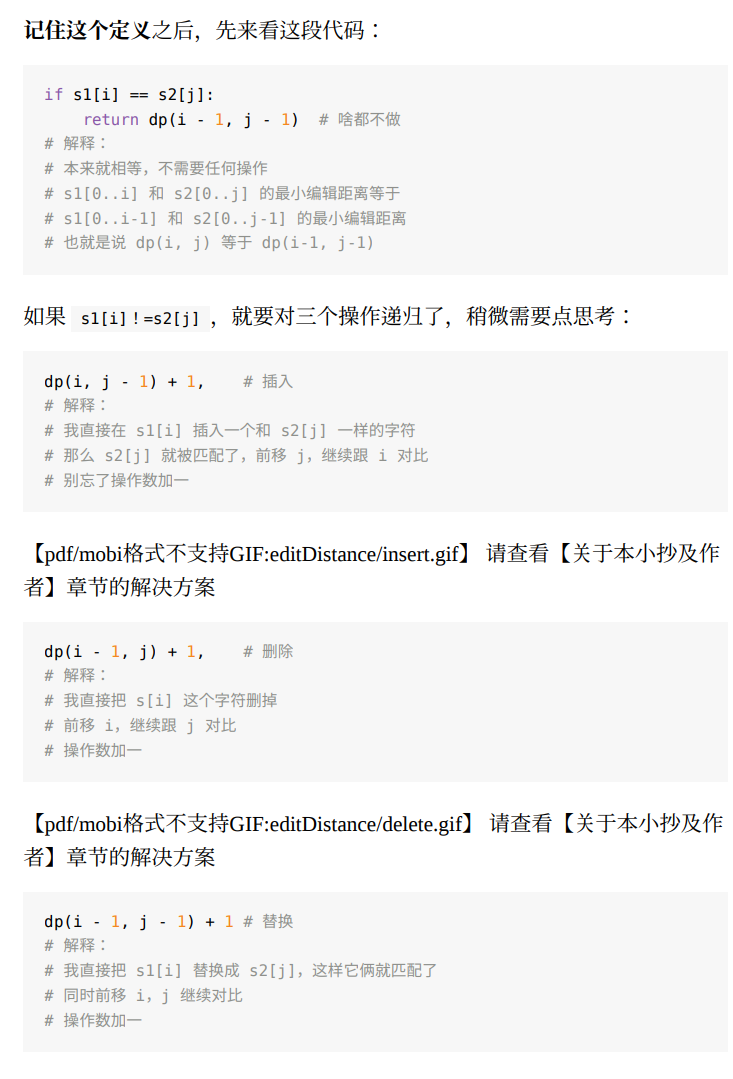 记住这个定义之后，先来看这段代码：
if s1[i] == s2[j]:
    return dp(i - 1, j - 1)  # 啥都不做
# 解释：
# 本来就相等，不需要任何操作
# s1[0..i] 和 s2[0..j] 的最小编辑距离等于
# s1[0..i-1] 和 s2[0..j-1] 的最小编辑距离
# 也就是说 dp(i, j) 等于 dp(i-1, j-1)
如果 s1[i]！=s2[j] ，就要对三个操作递归了，稍微需要点思考：
dp(i, j - 1) + 1,    # 插入
# 解释：
# 我直接在 s1[i] 插入一个和 s2[j] 一样的字符
# 那么 s2[j] 就被匹配了，前移 j，继续跟 i 对比
# 别忘了操作数加一
【pdf/mobi格式不支持GIF:editDistance/insert.gif】 请查看【关于本小抄及作
者】章节的解决方案
dp(i - 1, j) + 1,    # 删除
# 解释：
# 我直接把 s[i] 这个字符删掉
# 前移 i，继续跟 j 对比
# 操作数加一
【pdf/mobi格式不支持GIF:editDistance/delete.gif】 请查看【关于本小抄及作
者】章节的解决方案
dp(i - 1, j - 1) + 1 # 替换
# 解释：
# 我直接把 s1[i] 替换成 s2[j]，这样它俩就匹配了
# 同时前移 i，j 继续对比
# 操作数加一